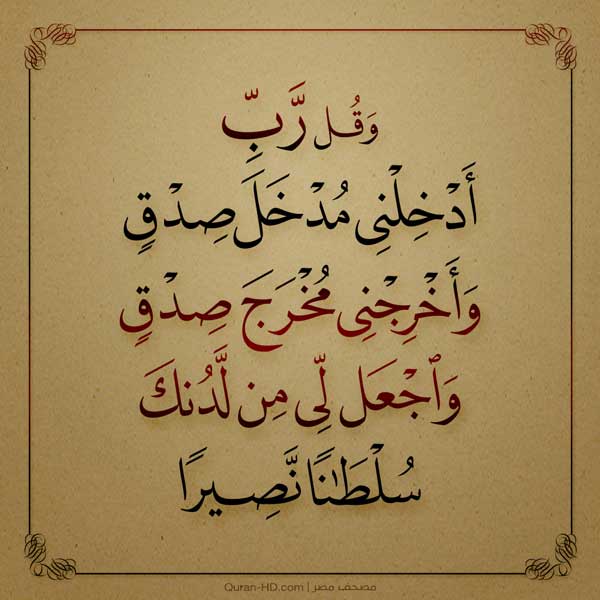 وَقُل رَّبِّ
أَدْخِلْنِى مُدْخَلَ صِدْقٍ
وَأَخْرِجْنِى مُخْرَجَ صِدْقٍ
وَٱجْعَل لِّى مِن لَّدُنكَ
سُلْطَـٰنًا نَّصِيرًا
Quran-HD.com | مصحف مصر